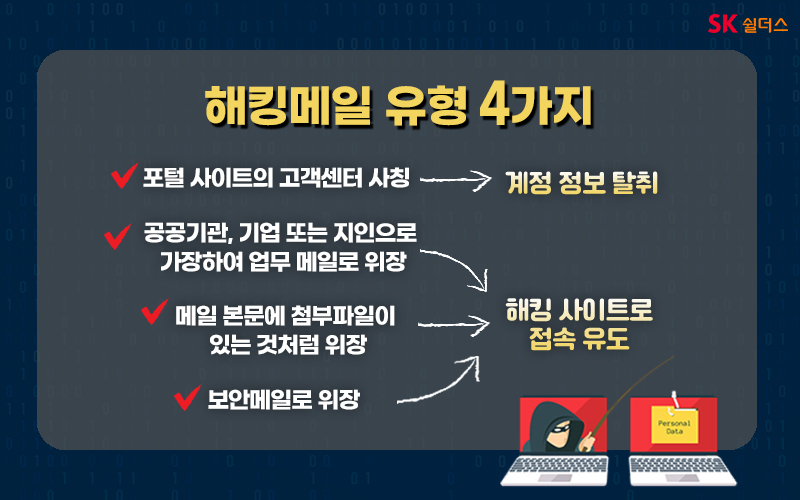 SK 쉴더스
해킹메일 유형 4가지
포털 사이트의 고객센터 사칭
계정 정보 탈취
공공기관, 기업 또는 지인으로
가장하여 업무 메일로 위장
메일 본문에 첨부파일이
있는 것처럼 위장
해킹 사이트로
접속 유도
보안메일로 위장
Personal
Data